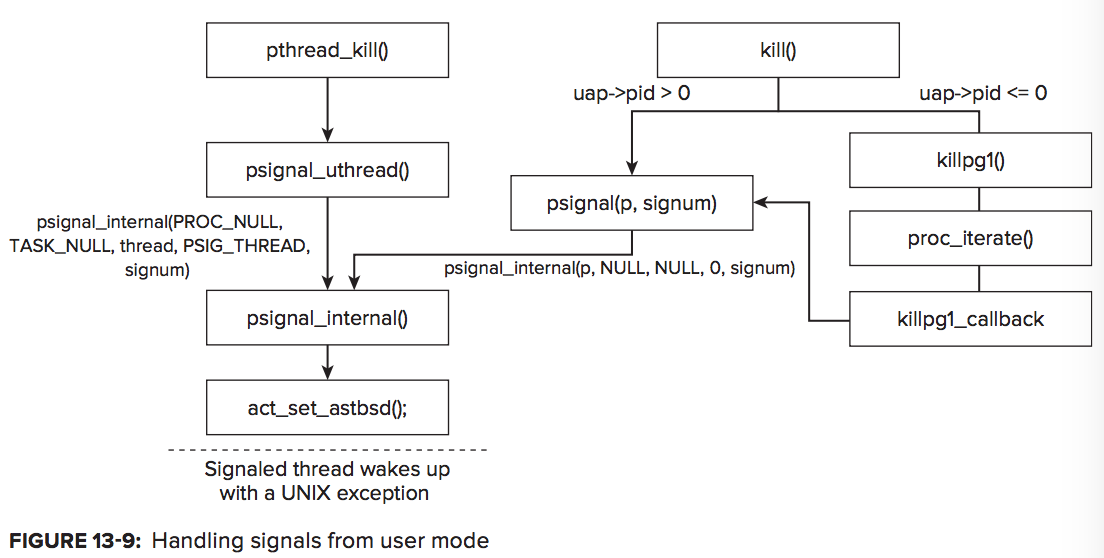 pthread_kill()
kill()
uap->pid > 0
uap->pid <= 0
killpg1()
psignal_uthread()
psignal(p, signum)
psignal_internal(PROC_NULL,
TASK_NULL, thread, PSIG_THREAD,
signum)
proc_iterate()
psignal_internal(p, NULL, NULL, 0, signum)
psignal_internal()
killpg1_callback
act_set_astbsd();
Signaled thread wakes up
with a UNIX exception
FIGURE 13-9: Handling signals from user mode